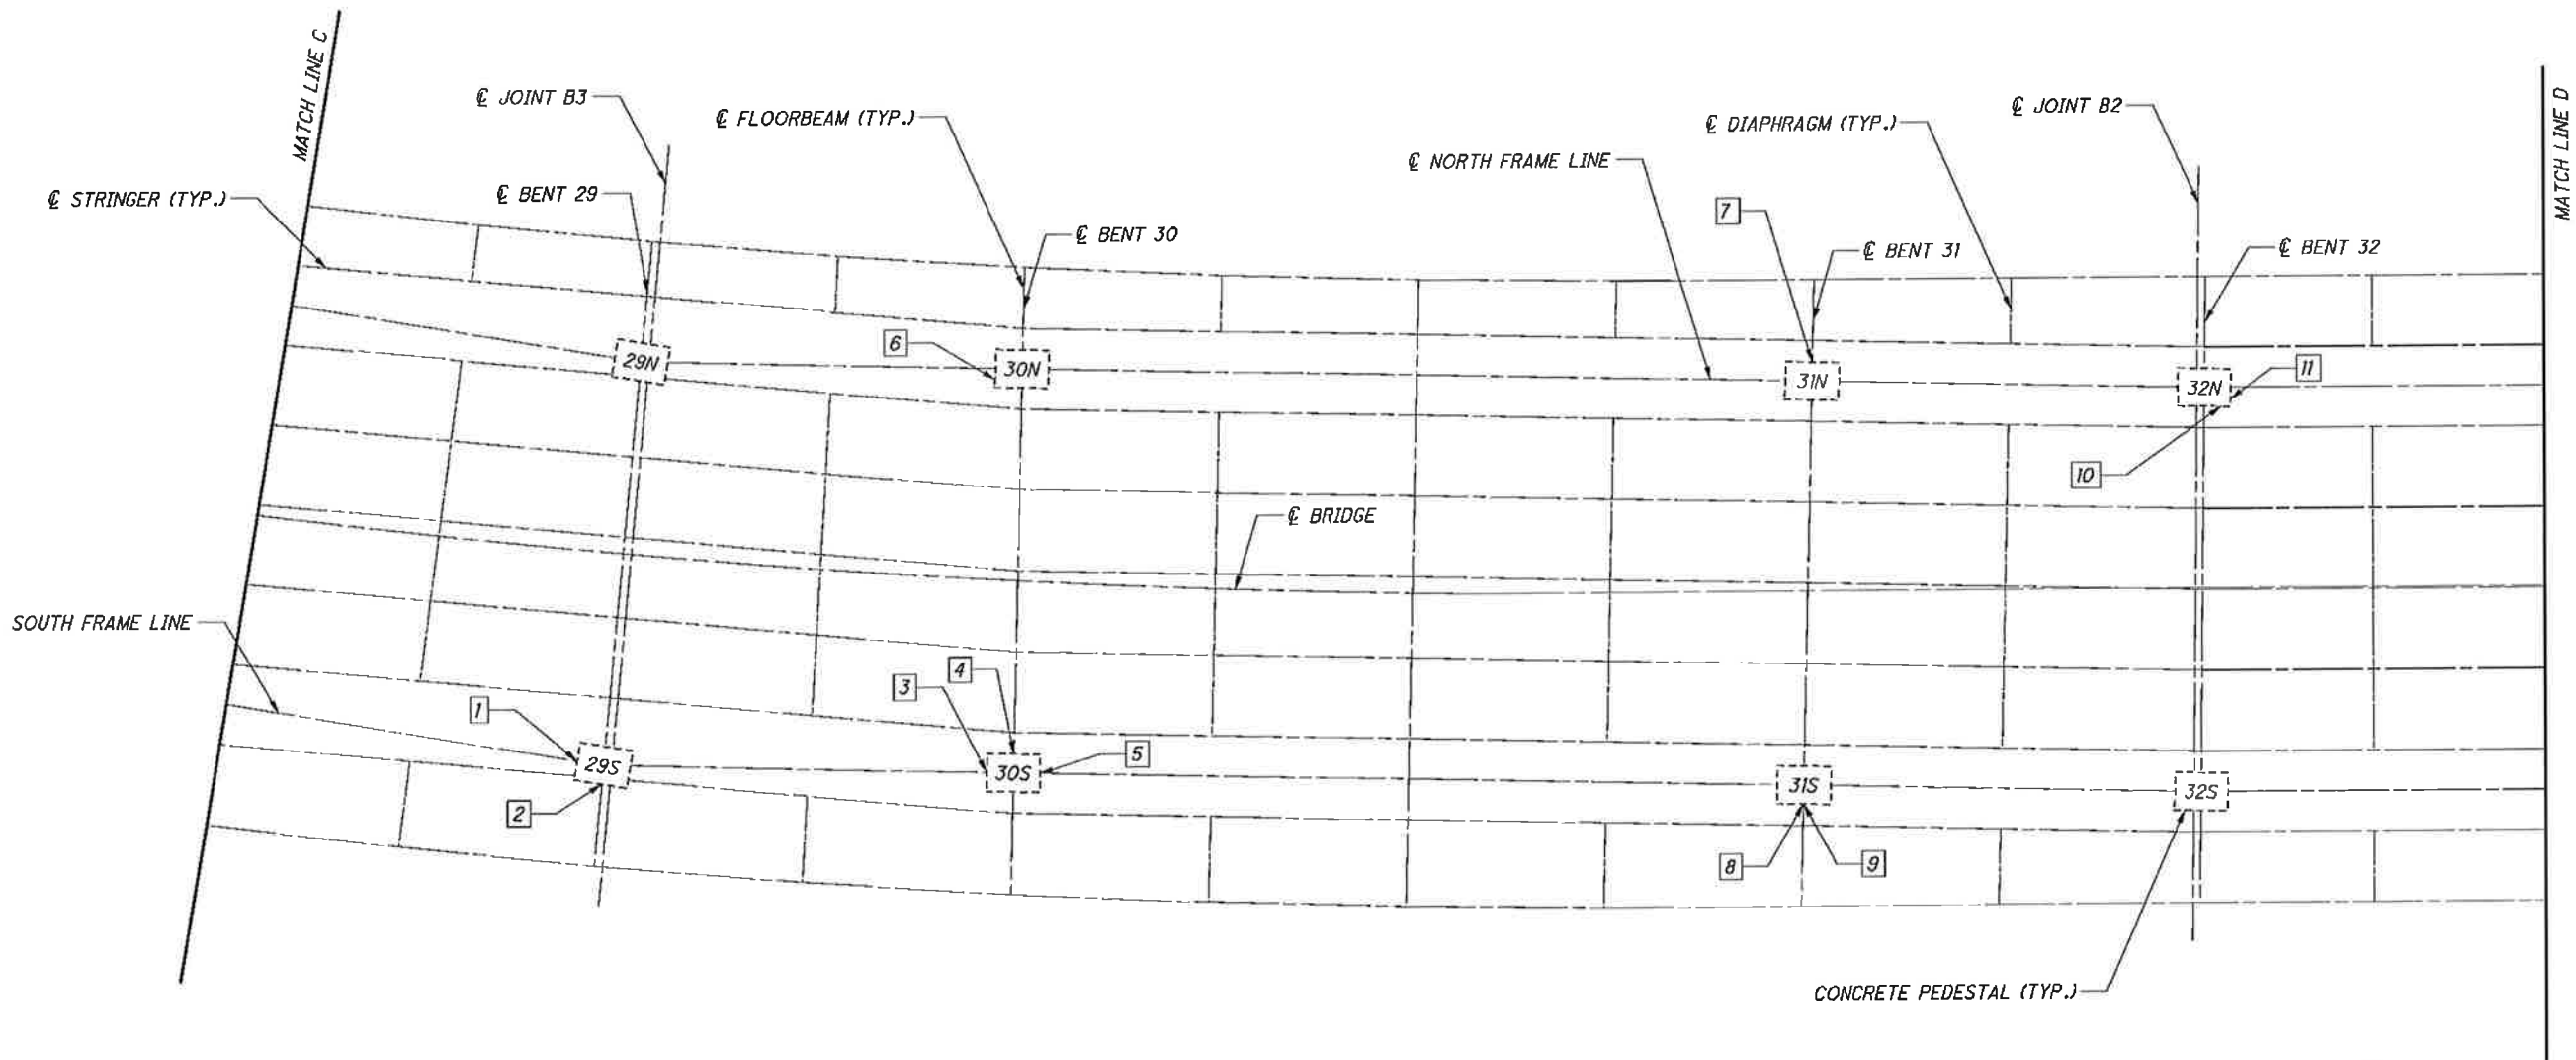 MATCH LINE C
℄ JOINT B3
℄ FLOORBEAM (TYP.)
℄ DIAPHRAGM (TYP.)
℄ JOINT B2
MATCH LINE D
℄ NORTH FRAME LINE
℄ STRINGER (TYP.)
℄ BENT 29
℄ BENT 30
7
℄ BENT 31
℄ BENT 32
29N
6
30N
31N
32N
11
10
℄ BRIDGE
SOUTH FRAME LINE
1
3
4
5
29S
30S
31S
32S
2
8
9
CONCRETE PEDESTAL (TYP.)